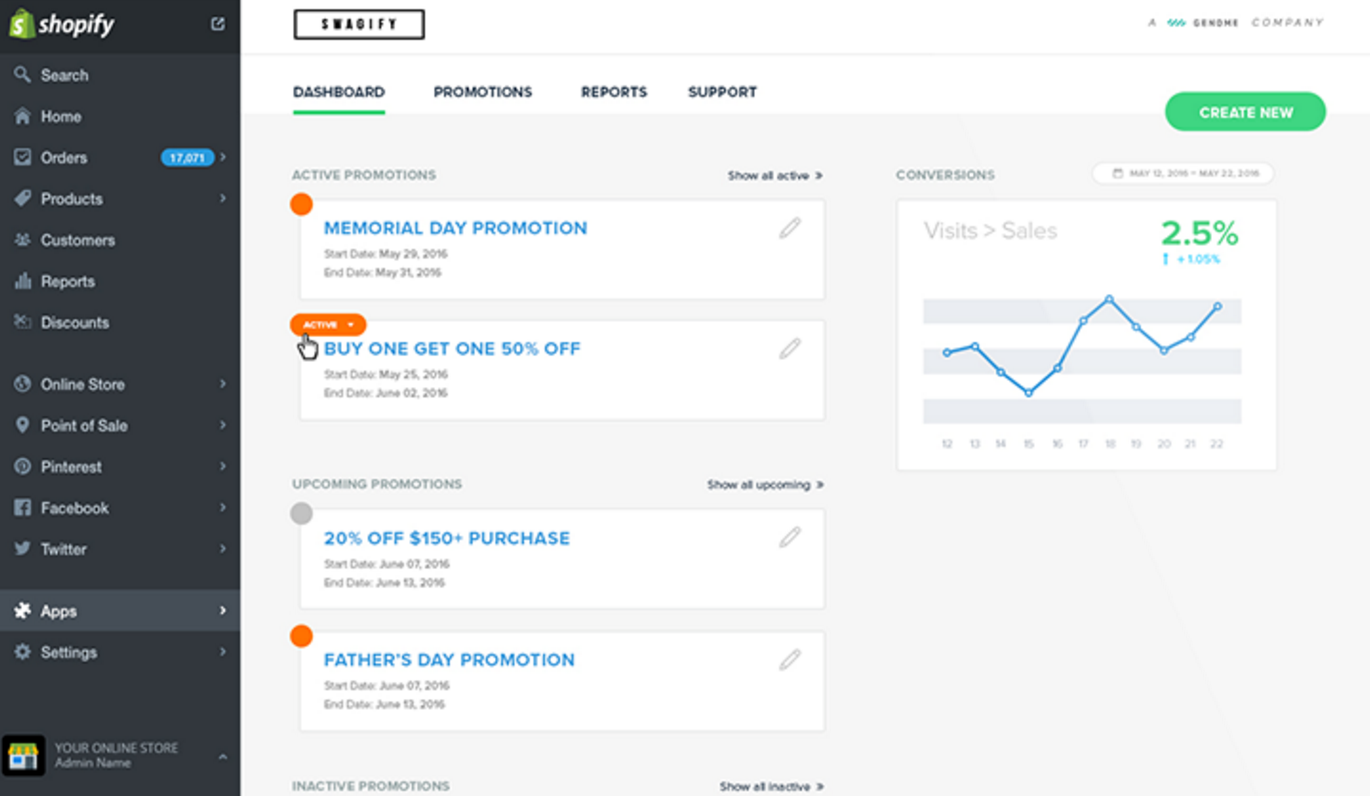 shopify
Search
Home
Orders 17,071
Products
Customers
Reports
Discounts
Online Store
Point of Sale
Pinterest
Facebook
Twitter
Apps
Settings
YOUR ONLINE STORE
Admin Name
SWAGIFY
A GENOME COMPANY
DASHBOARD PROMOTIONS REPORTS SUPPORT
CREATE NEW
ACTIVE PROMOTIONS Show all active »
MEMORIAL DAY PROMOTION
Start Date: May 29, 2016
End Date: May 31, 2016
ACTIVE
BUY ONE GET ONE 50% OFF
Start Date: May 25, 2016
End Date: June 02, 2016
UPCOMING PROMOTIONS Show all upcoming »
20% OFF $150+ PURCHASE
Start Date: June 07, 2016
End Date: June 13, 2016
FATHER'S DAY PROMOTION
Start Date: June 07, 2016
End Date: June 13, 2016
INACTIVE PROMOTIONS Show all inactive »
CONVERSIONS MAY 12, 2016 – MAY 22, 2016
Visits > Sales 2.5%
+1.05%
12 13 14 15 16 17 18 19 20 21 22